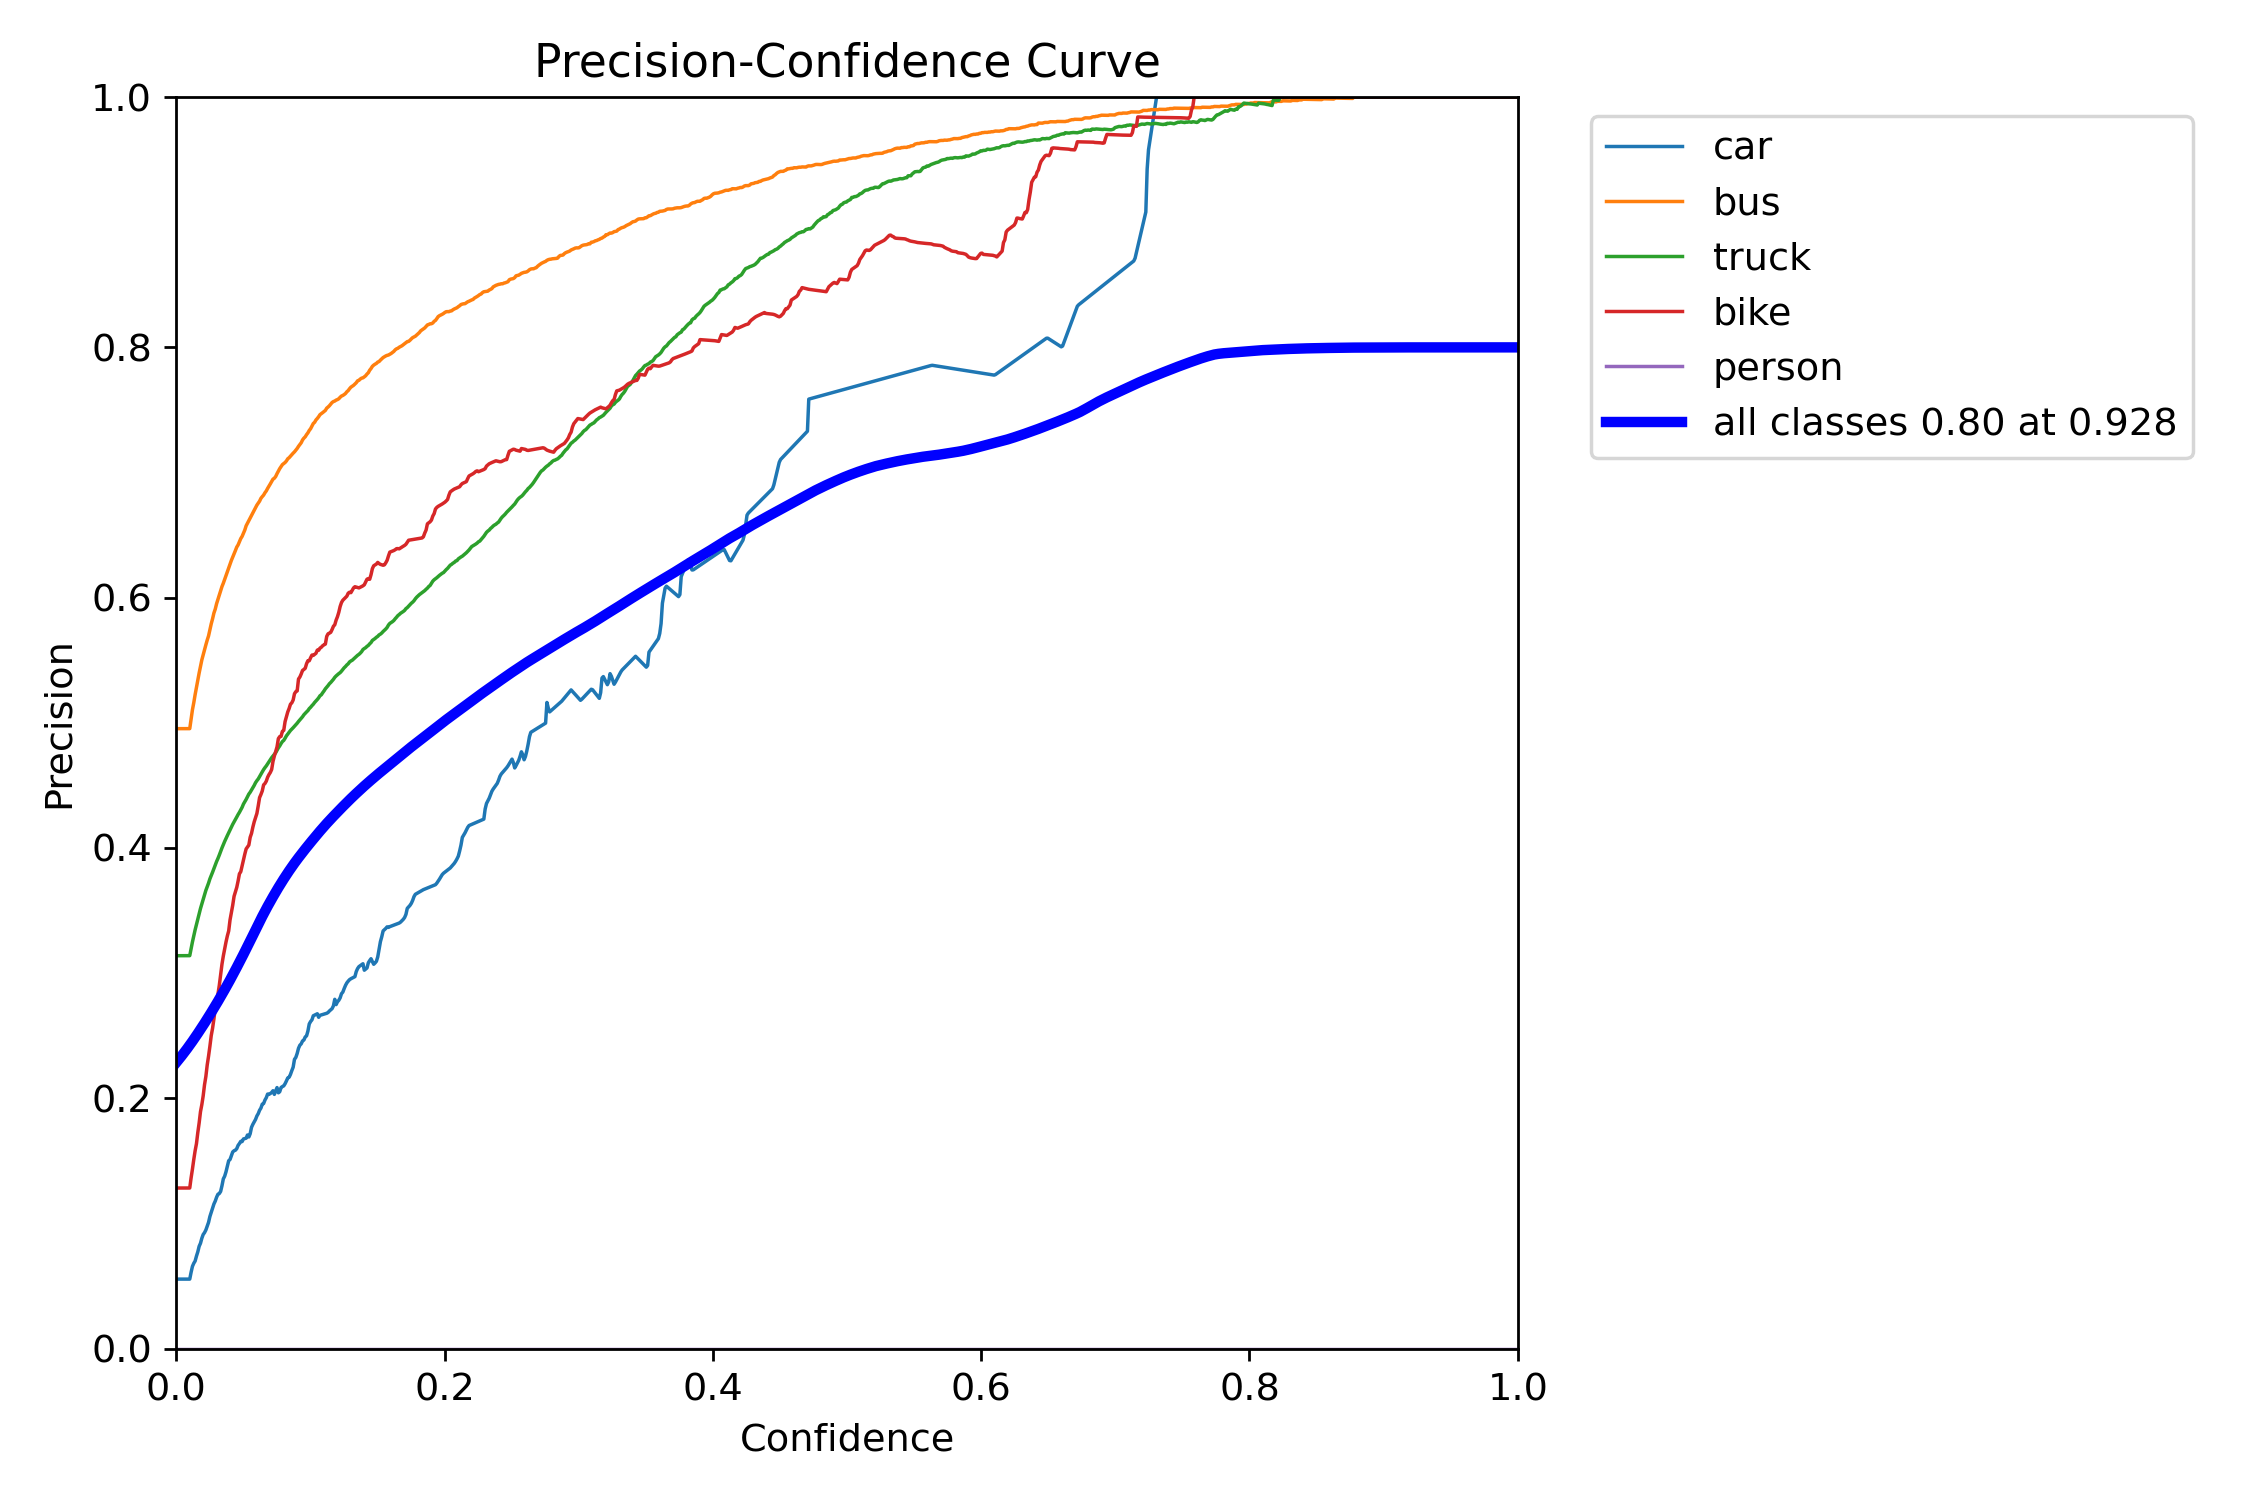 Precision-Confidence Curve
1.0
0.8
0.6
0.4
0.2
0.0
Precision
0.0 0.2 0.4 0.6 0.8 1.0
Confidence
car
bus
truck
bike
person
all classes 0.80 at 0.928